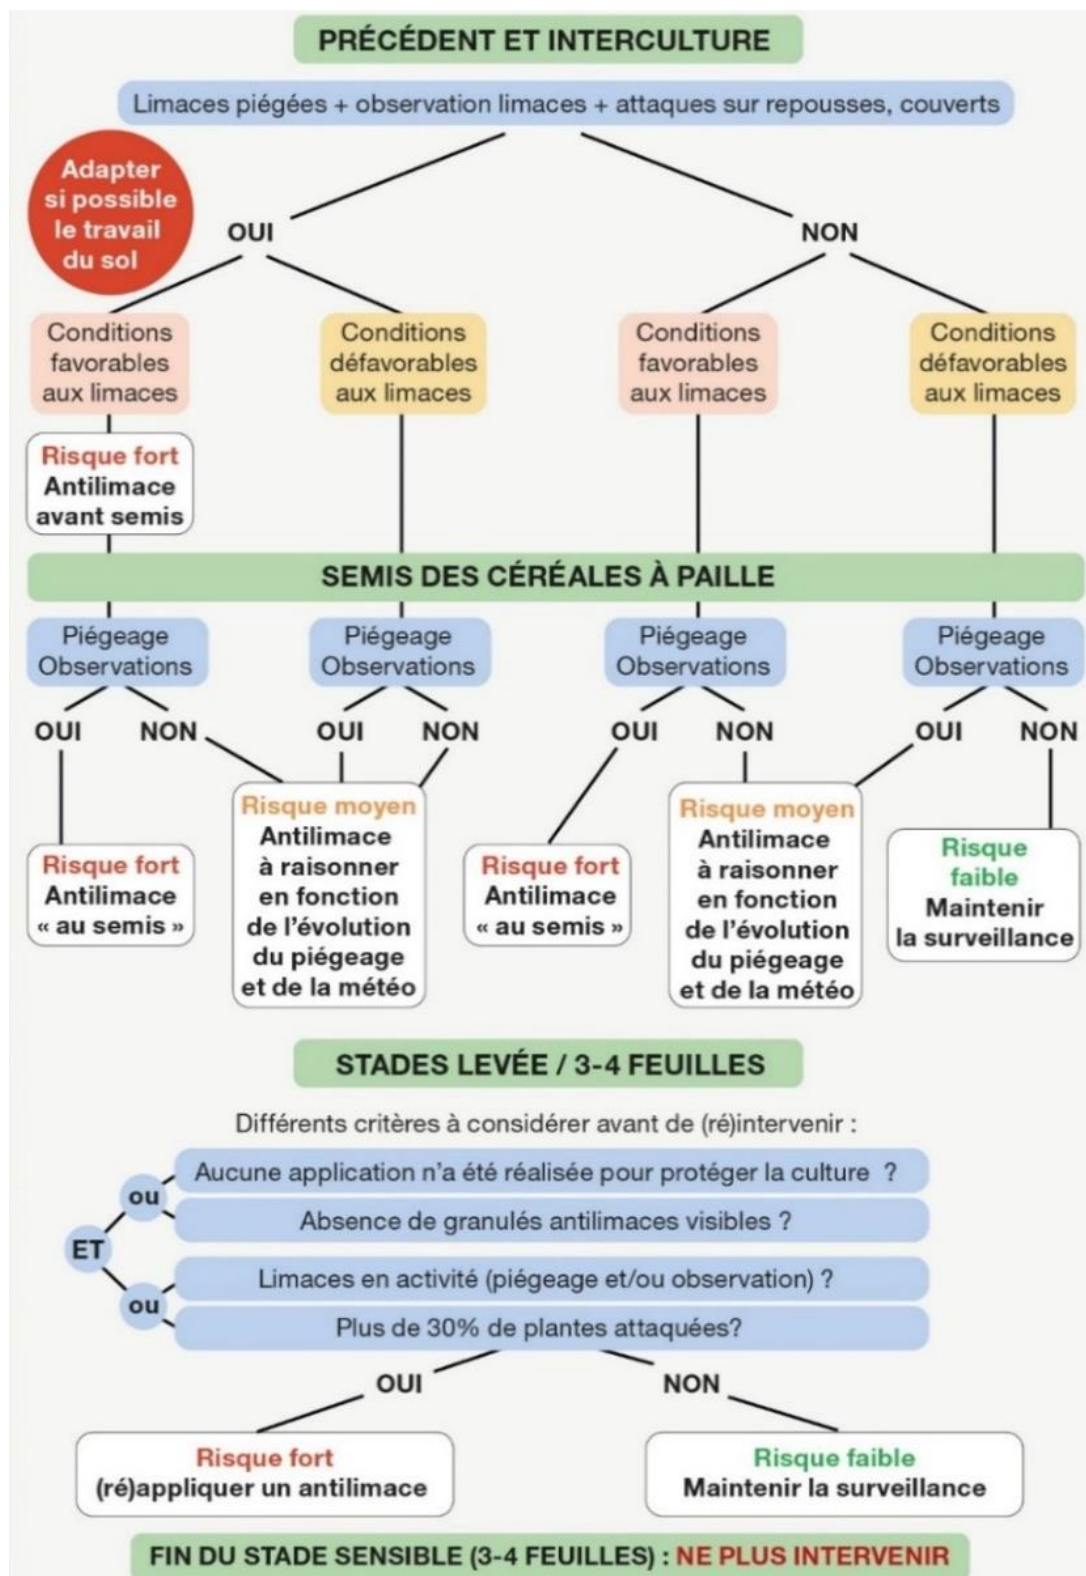 PRÉCÉDENT ET INTERCULTURE
Limaces piégées + observation limaces + attaques sur repousses, couverts
Adapter
si possible
le travail
du sol
OUI
NON
Conditions
favorables
aux limaces
Conditions
défavorables
aux limaces
Conditions
favorables
aux limaces
Conditions
défavorables
aux limaces
Risque fort
Antilimace
avant semis
SEMIS DES CÉRÉALES À PAILLE
Piégeage
Observations
Piégeage
Observations
Piégeage
Observations
Piégeage
Observations
OUI
NON
OUI
NON
OUI
NON
OUI
NON
Risque fort
Antilimace
« au semis »
Risque moyen
Antilimace
à raisonner
en fonction
de l'évolution
du piégeage
et de la météo
Risque fort
Antilimace
« au semis »
Risque moyen
Antilimace
à raisonner
en fonction
de l'évolution
du piégeage
et de la météo
Risque
faible
Maintenir
la surveillance
STADES LEVÉE / 3-4 FEUILLES
Différents critères à considérer avant de (ré)intervenir :
Aucune application n'a été réalisée pour protéger la culture ?
ou
Absence de granulés antilimaces visibles ?
ET
Limaces en activité (piégeage et/ou observation) ?
ou
Plus de 30% de plantes attaquées?
OUI
NON
Risque fort
(ré)appliquer un antilimace
Risque faible
Maintenir la surveillance
FIN DU STADE SENSIBLE (3-4 FEUILLES) : NE PLUS INTERVENIR